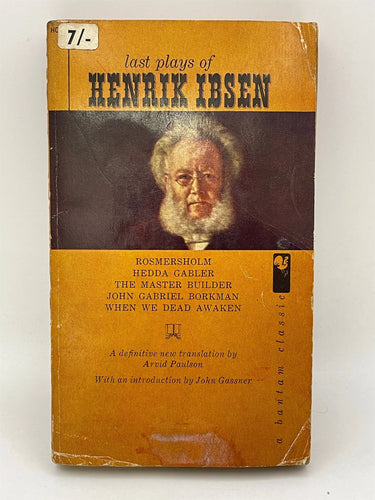 7/-
last plays of
HENRIK IBSEN
ROSMERSHOLM
HEDDA GABLER
THE MASTER BUILDER
JOHN GABRIEL BORKMAN
WHEN WE DEAD AWAKEN
A definitive new translation by
Arvid Paulson
With an introduction by John Gassner
a bantam classic